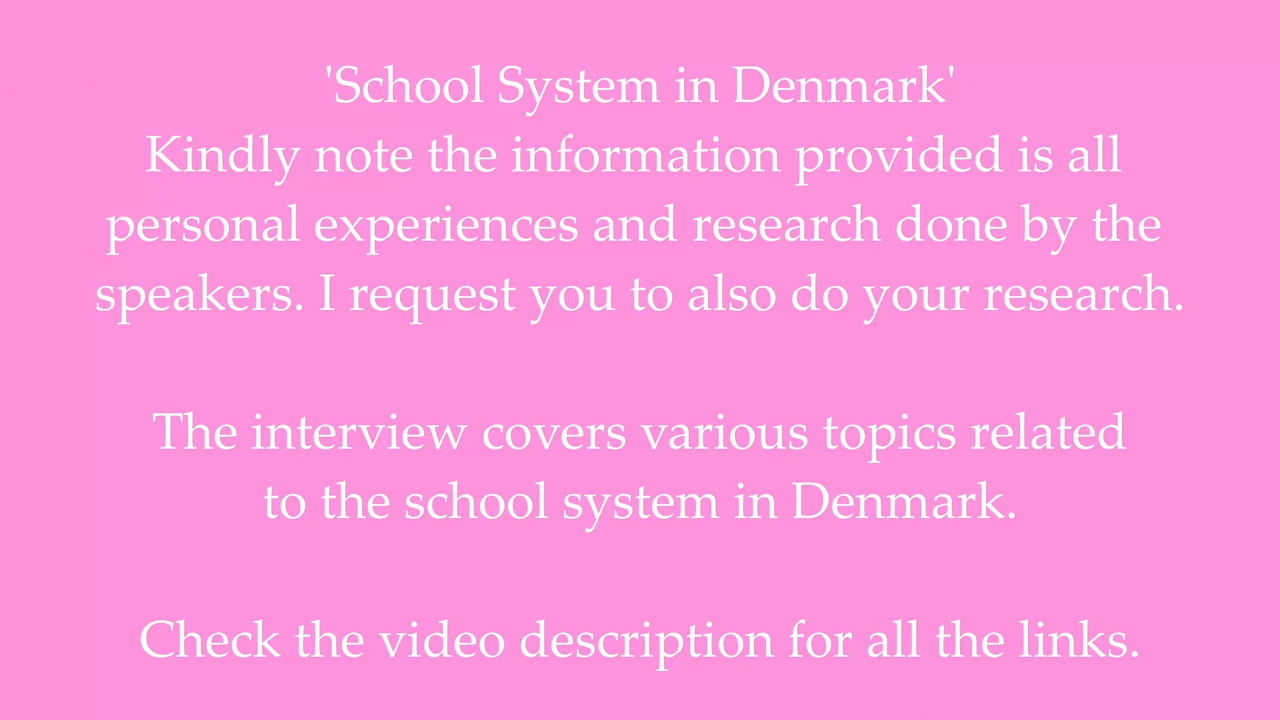 'School System in Denmark'
Kindly note the information provided is all
personal experiences and research done by the
speakers. I request you to also do your research.
The interview covers various topics related
to the school system in Denmark.
Check the video description for all the links.